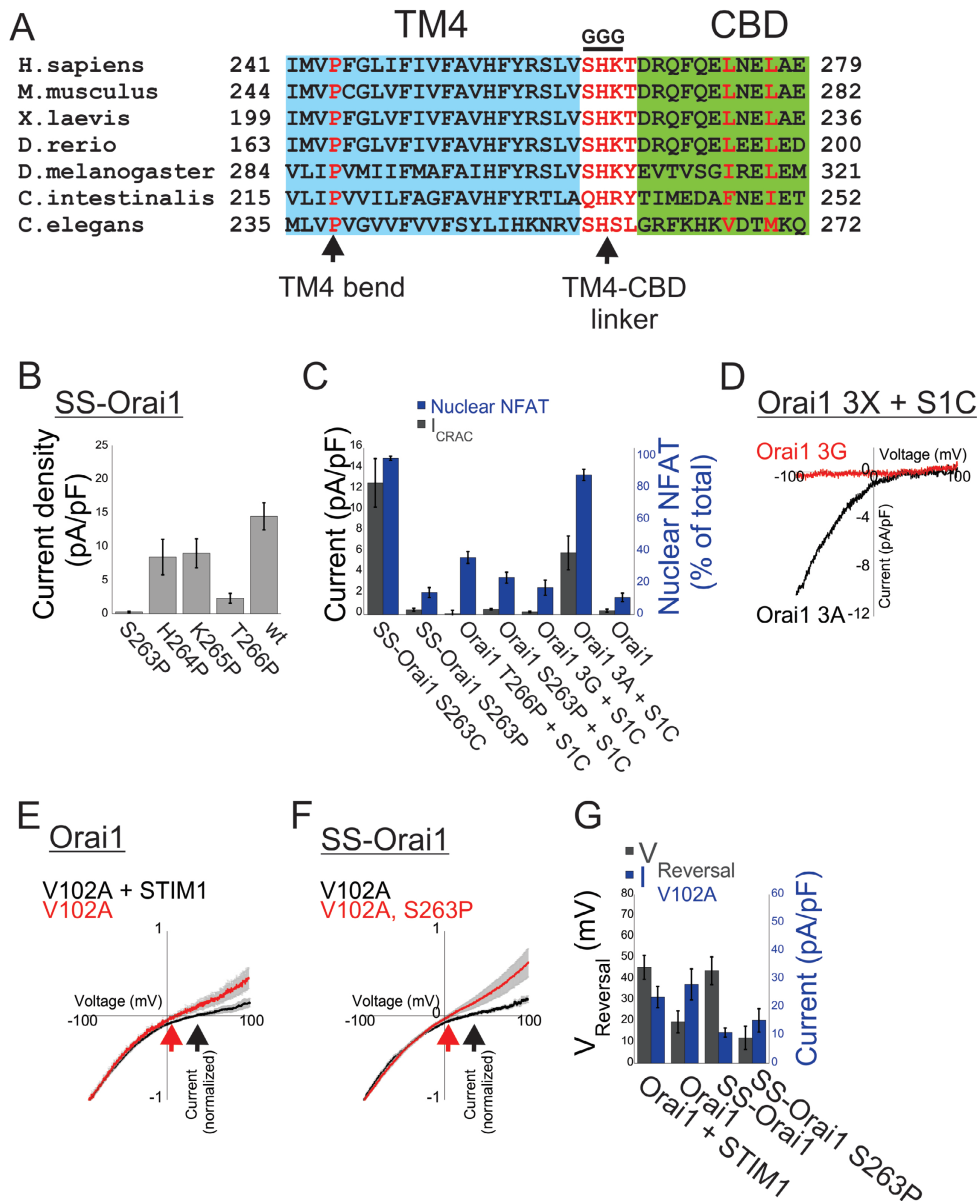 A
TM4
GGG
CBD
H.sapiens 241 IMVPFGLIFIVFAVHFYRSLVSHKTDRQFQELNELAE 279
M.musculus 244 IMVPCGLVFIVFAVHFYRSLVSHKTDRQFQELNELAE 282
X.laevis 199 IMVPFGLVFIVFAVHFYRSLVSHKTDRQFQELNELAE 236
D.rerio 163 IMVPFGLVFIVFAVHFYRSLVSHKTDRQFQELEELED 200
D.melanogaster 284 VLIPVMIIFMAFAIHFYRSLVSHKYEVTVSGIRELEM 321
C.intestinalis 215 VLIPVVILFAGFAVHFYRTLAQHRYTIMEDAFNEIET 252
C.elegans 235 MLVPVGVVFVVFSYLIHKNRVSHSLGRFKHKVDTMKQ 272
TM4 bend
TM4-CBD
linker
B
SS-Orai1
Current density
(pA/pF)
25
20
15
10
5
0
S263P
H264P
K265P
T266P
wt
C
Nuclear NFAT
I CRAC
Current (pA/pF)
16
14
12
10
8
6
4
2
0
100
80
60
40
20
0
Nuclear NFAT
(% of total)
SS-Orai1 S263C
SS-Orai1 S263P
Orai1 T266P + S1C
Orai1 S263P + S1C
Orai1 3G + S1C
Orai1 3A + S1C
Orai1
D
Orai1 3X + S1C
Orai1 3G
Voltage (mV)
-100
0
0
100
-4
-8
-12
Current (pA/pF)
Orai1 3A
E
Orai1
V102A + STIM1
V102A
1
Voltage (mV)
-100
100
-1
Current
(normalized)
F
SS-Orai1
V102A
V102A, S263P
1
Voltage (mV)
0
-100
100
-1
Current
(normalized)
G
V Reversal
I V102A
V Reversal (mV)
80
70
60
50
40
30
20
10
0
60
50
40
30
20
10
0
Current (pA/pF)
Orai1 + STIM1
Orai1
SS-Orai1
SS-Orai1 S263P